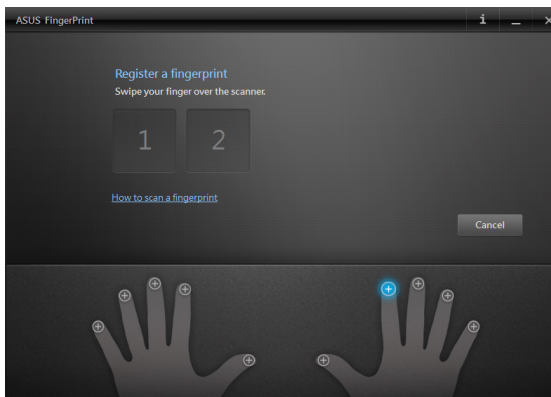 ASUS FingerPrint
Register a fingerprint
Swipe your finger over the scanner.
1 2
How to scan a fingerprint
Cancel